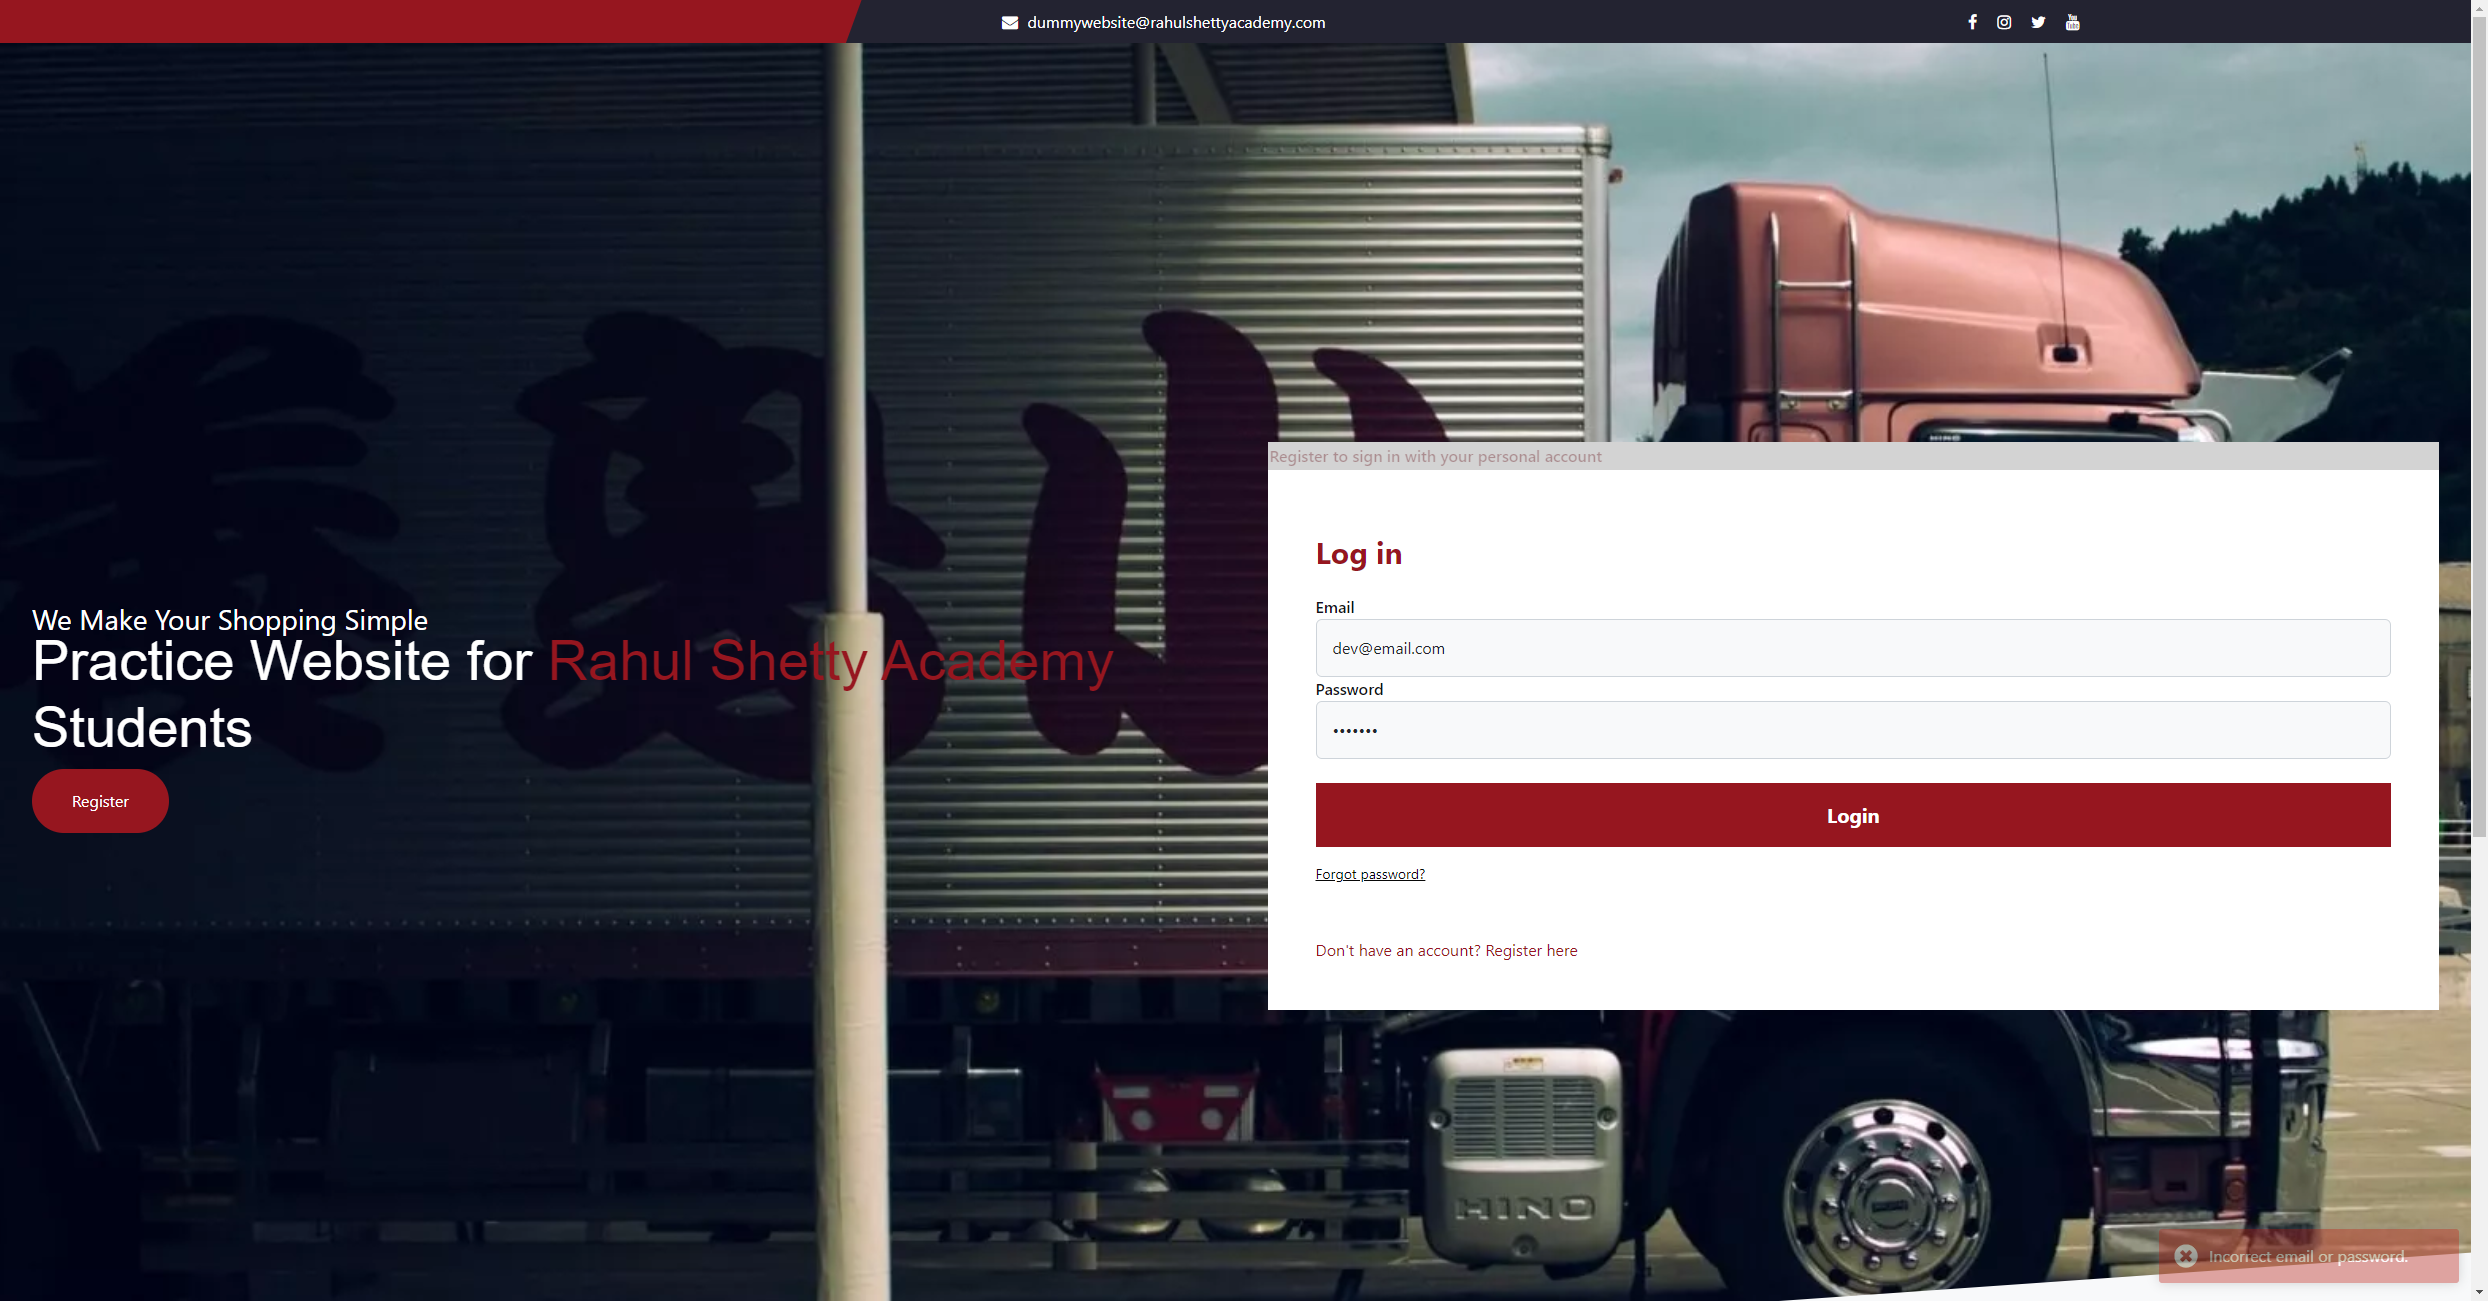 dummywebsite@rahulshettyacademy.com
HINO
Register to sign in with your personal account
We Make Your Shopping Simple
Practice Website for Rahul Shetty Academy
Students
Register
Log in
Email
dev@email.com
Password
•••••••
Login
Forgot password?
Don't have an account? Register here
HINO
Incorrect email or password.